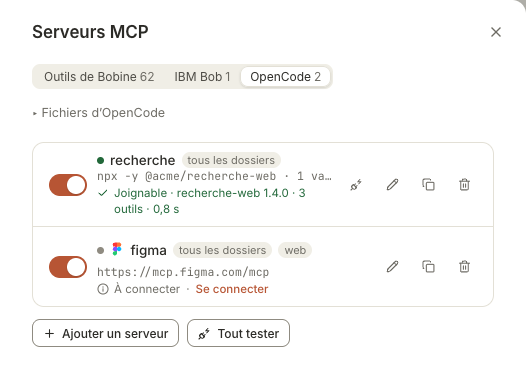 Serveurs MCP
Outils de Bobine 62 IBM Bob 1 OpenCode 2
Fichiers d’OpenCode
recherche tous les dossiers
npx -y @acme/recherche-web · 1 va…
Joignable · recherche-web 1.4.0 · 3
outils · 0,8 s
figma tous les dossiers web
https://mcp.figma.com/mcp
À connecter · Se connecter
+ Ajouter un serveur Tout tester